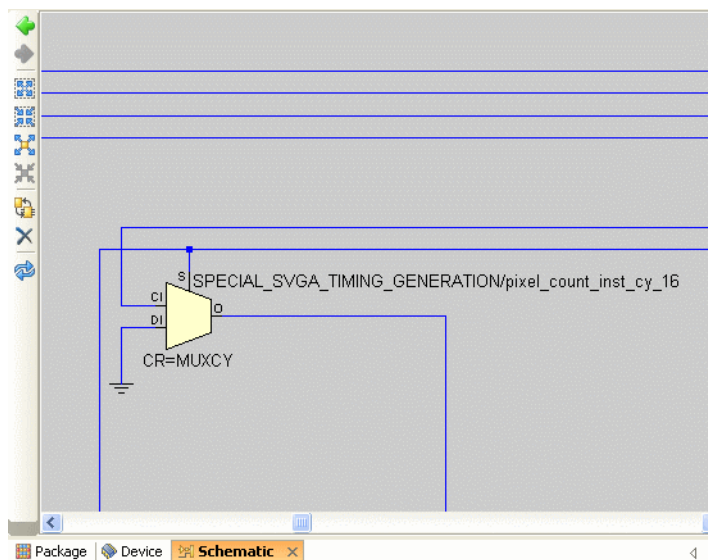 S SPECIAL_SVGA_TIMING_GENERATION/pixel_count_inst_cy_16
CI
O
DI
CR=MUXCY
Package Device Schematic